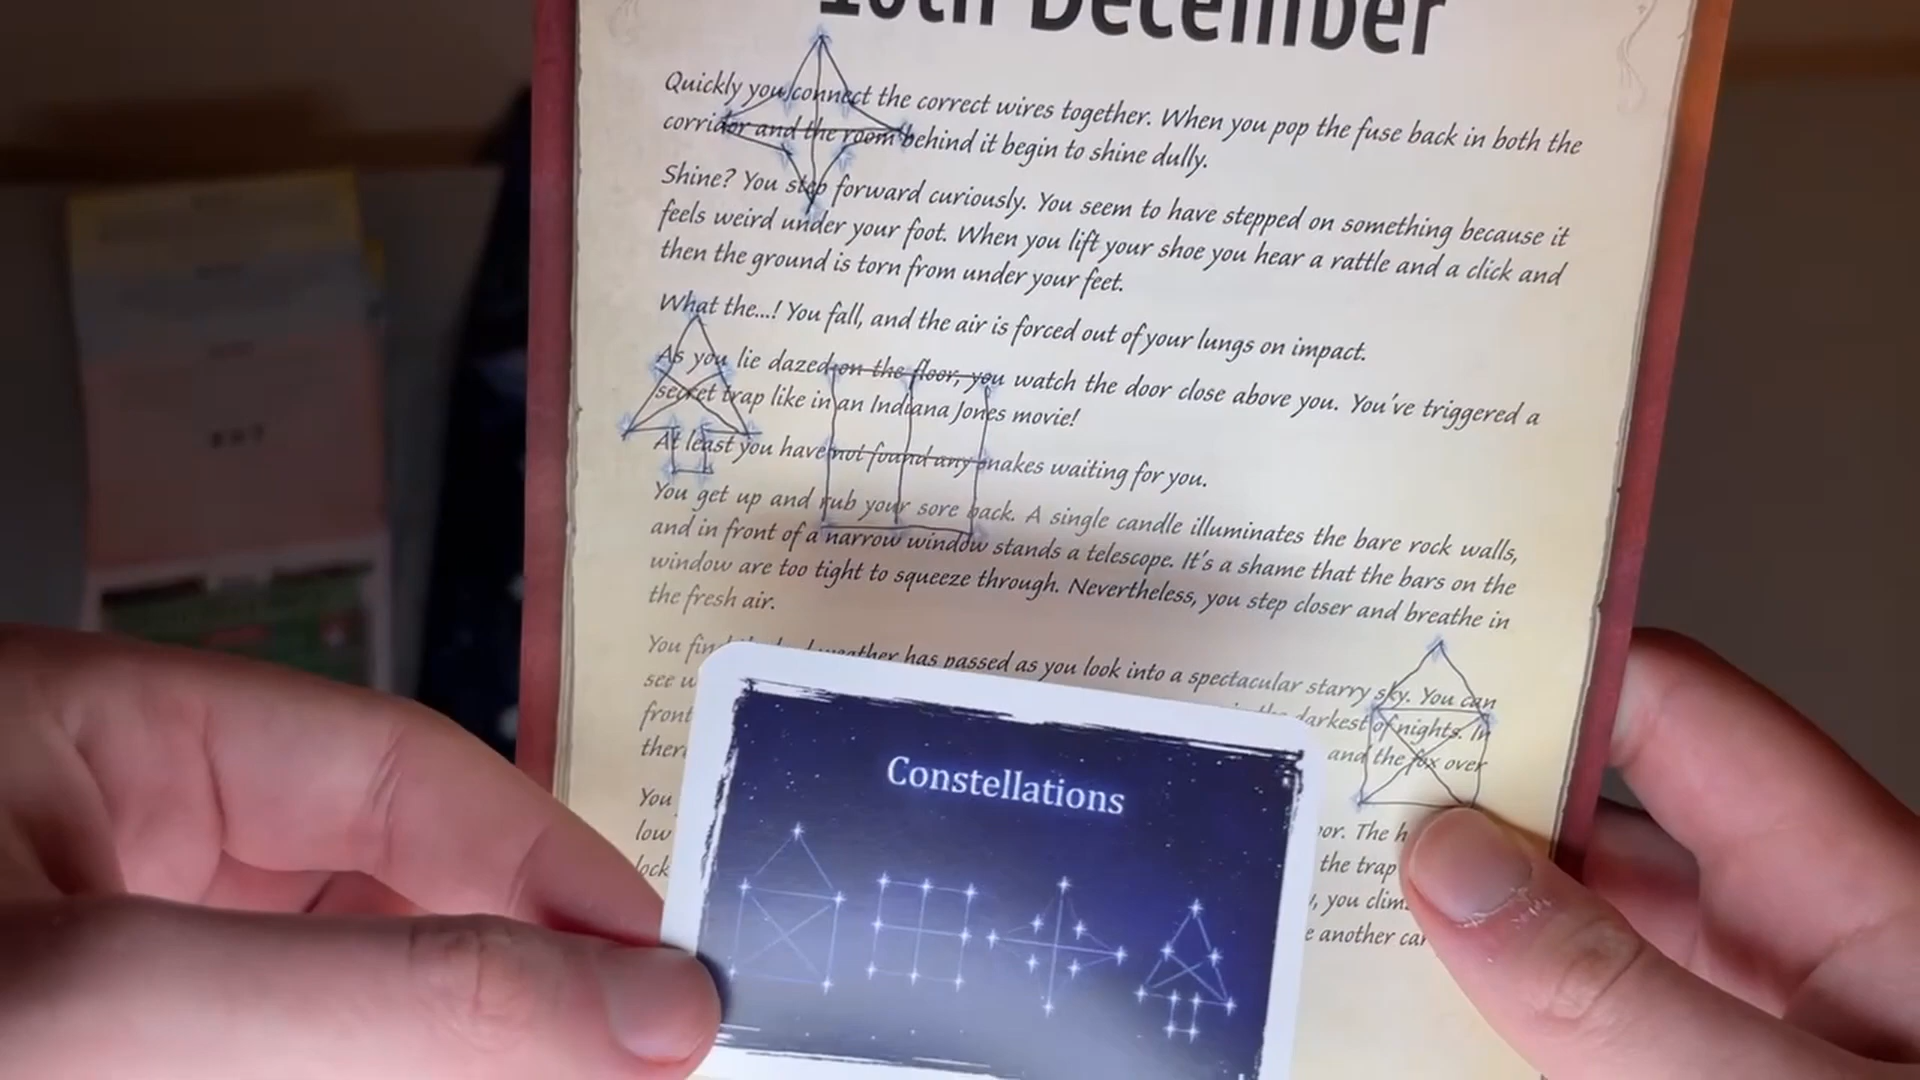 10th December
Quickly you connect the correct wires together. When you pop the fuse back in both the
corridor and the room behind it begin to shine dully.
Shine? You step forward curiously. You seem to have stepped on something because it
feels weird under your foot. When you lift your shoe you hear a rattle and a click and
then the ground is torn from under your feet.
What the...! You fall, and the air is forced out of your lungs on impact.
As you lie dazed on the floor, you watch the door close above you. You've triggered a
secret trap like in an Indiana Jones movie!
At least you have not found any snakes waiting for you.
You get up and rub your sore back. A single candle illuminates the bare rock walls,
and in front of a narrow window stands a telescope. It's a shame that the bars on the
window are too tight to squeeze through. Nevertheless, you step closer and breathe in
the fresh air.
You weather has passed as you look into a spectacular starry sky. You can
see darkest of nights. In
front and the fox over
You The
low the trap
you
another
Constellations